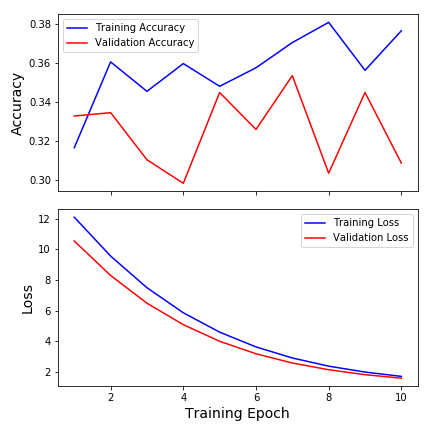 0.38
0.36
0.34
0.32
0.30
Accuracy
Training Accuracy
Validation Accuracy
12
10
8
6
4
2
Loss
Training Loss
Validation Loss
2
4
6
8
10
Training Epoch